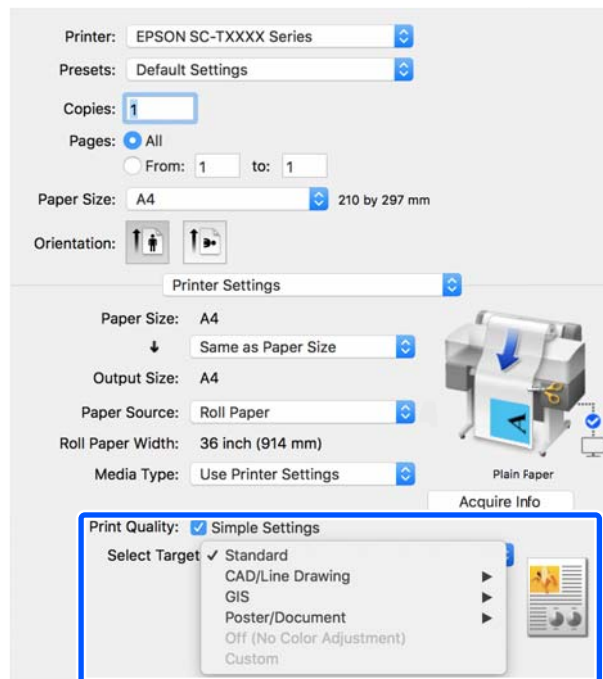 Printer: EPSON SC-TXXXX Series
Presets: Default Settings
Copies: 1
Pages: All
From: 1 to: 1
Paper Size: A4 210 by 297 mm
Orientation:
Printer Settings
Paper Size: A4
Same as Paper Size
Output Size: A4
Paper Source: Roll Paper
Roll Paper Width: 36 inch (914 mm)
Media Type: Use Printer Settings
Plain Paper
Acquire Info
Print Quality: Simple Settings
Select Target Standard
CAD/Line Drawing
GIS
Poster/Document
Off (No Color Adjustment)
Custom